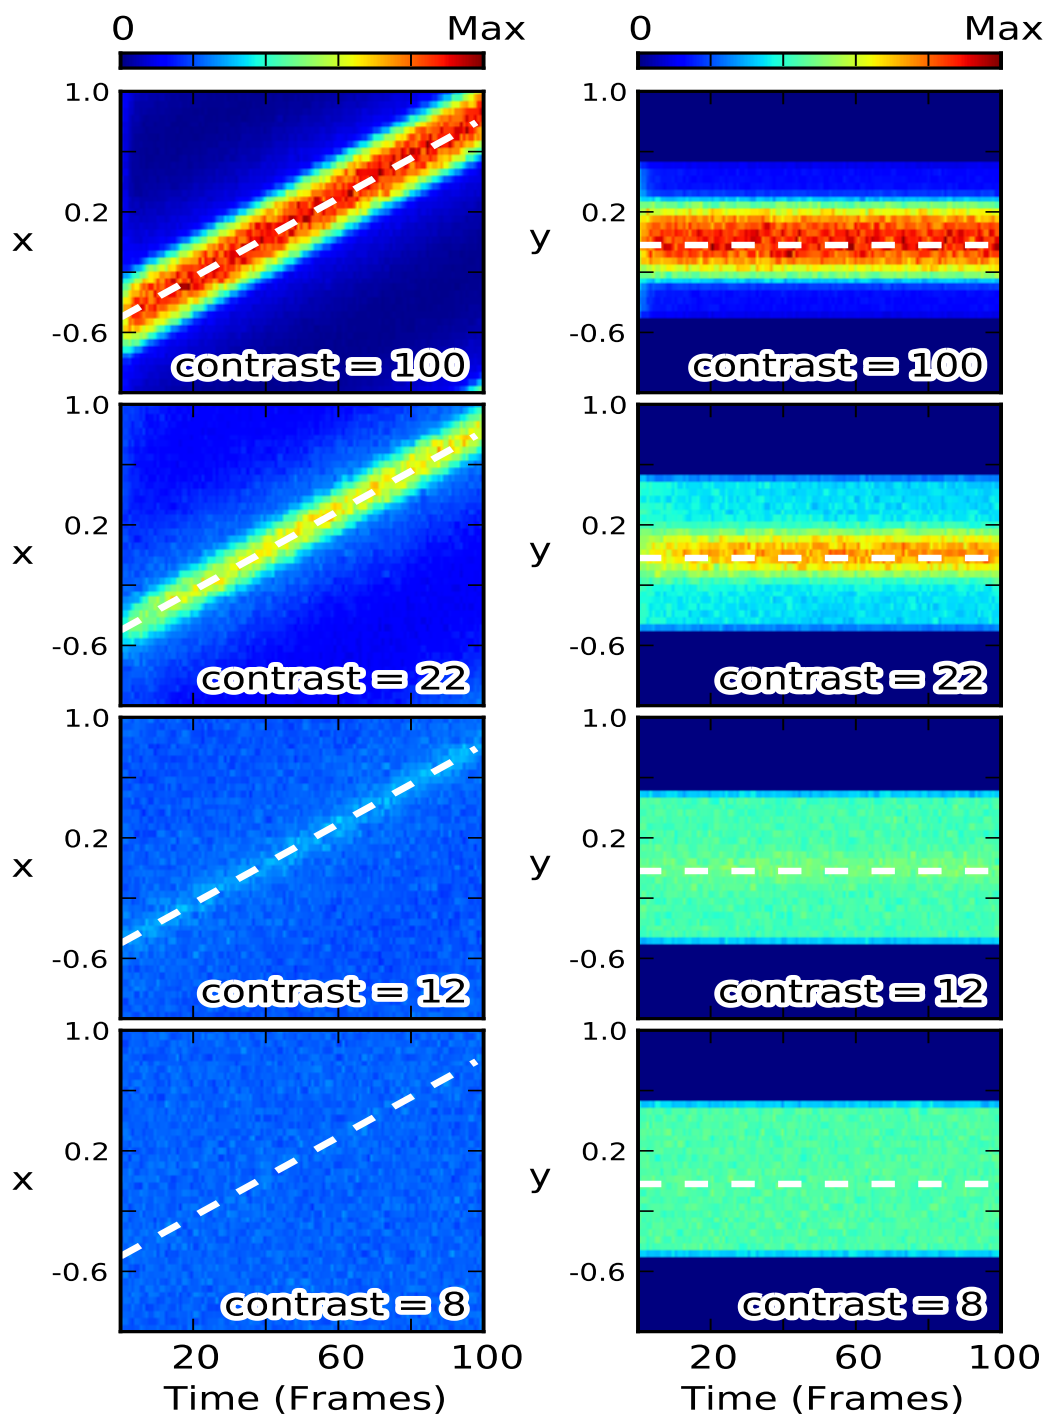 0 Max 0 Max
1.0 1.0
0.2 0.2
x y
-0.6 -0.6
contrast = 100 contrast = 100
1.0 1.0
0.2 0.2
x y
-0.6 -0.6
contrast = 22 contrast = 22
1.0 1.0
0.2 0.2
x y
-0.6 -0.6
contrast = 12 contrast = 12
1.0 1.0
0.2 0.2
x y
-0.6 -0.6
contrast = 8 contrast = 8
20 60 100 20 60 100
Time (Frames) Time (Frames)